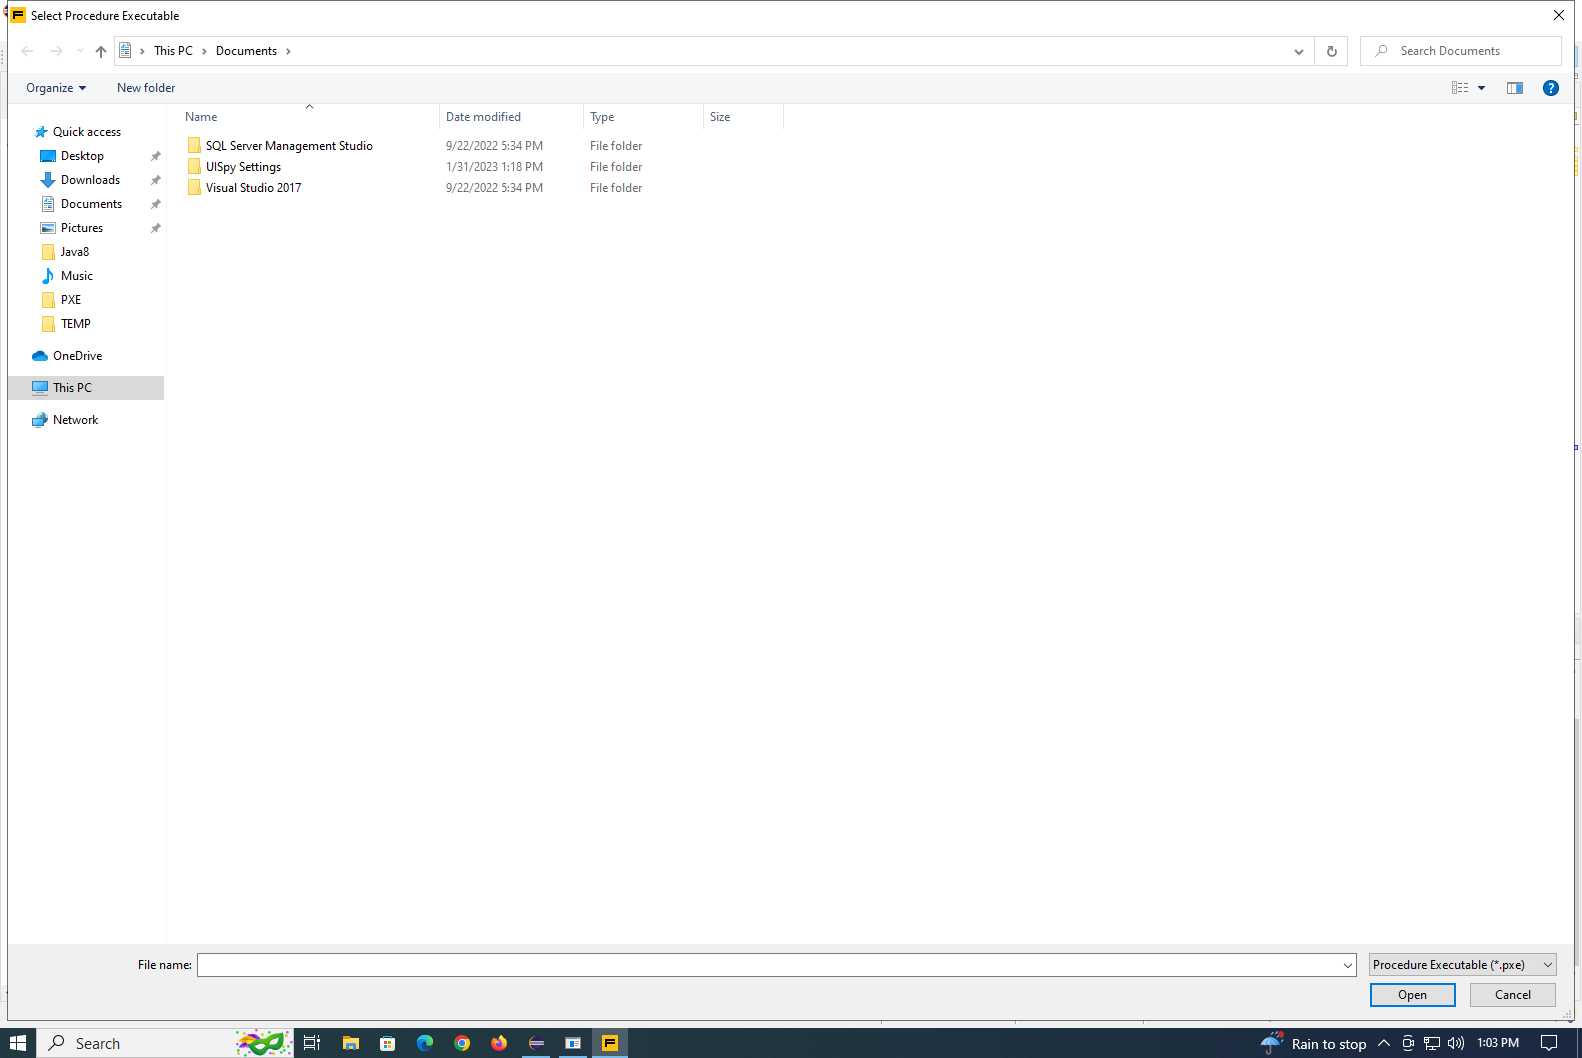 Select Procedure Executable
This PC > Documents >
Search Documents
Organize
New folder
Name Date modified Type Size
SQL Server Management Studio 9/22/2022 5:34 PM File folder
UISpy Settings 1/31/2023 1:18 PM File folder
Visual Studio 2017 9/22/2022 5:34 PM File folder
Quick access
Desktop
Downloads
Documents
Pictures
Java8
Music
PXE
TEMP
OneDrive
This PC
Network
File name:
Procedure Executable (*.pxe)
Open
Cancel
Search
Rain to stop
1:03 PM